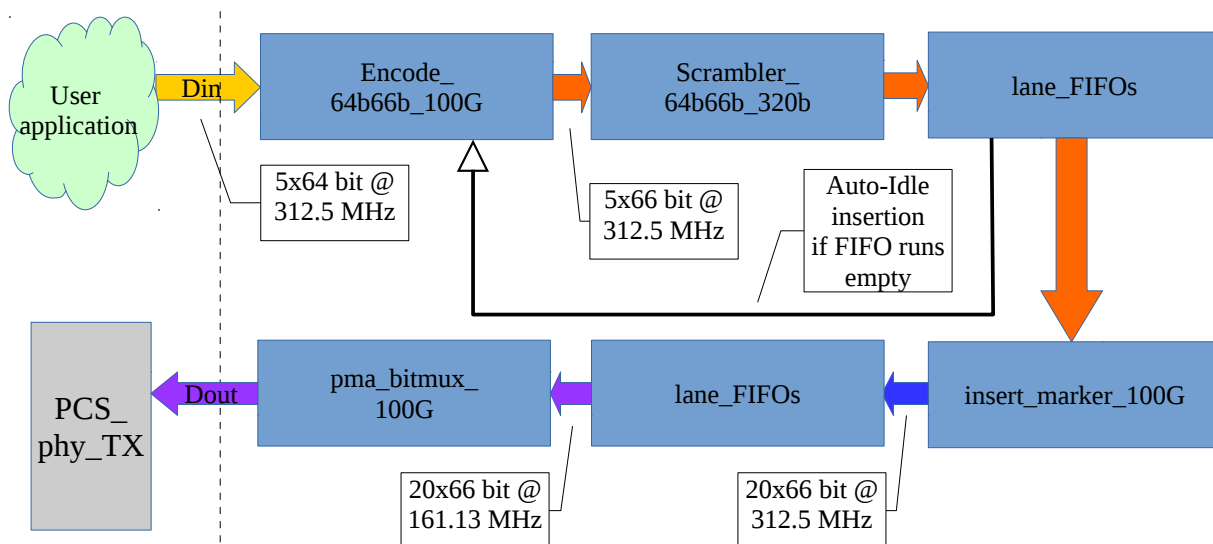 User
application
Din
Encode_
64b66b_100G
Scrambler_
64b66b_320b
lane_FIFOs
5x64 bit @
312.5 MHz
5x66 bit @
312.5 MHz
Auto-Idle
insertion
if FIFO runs
empty
PCS_
phy_TX
Dout
pma_bitmux_
100G
lane_FIFOs
insert_marker_100G
20x66 bit @
161.13 MHz
20x66 bit @
312.5 MHz